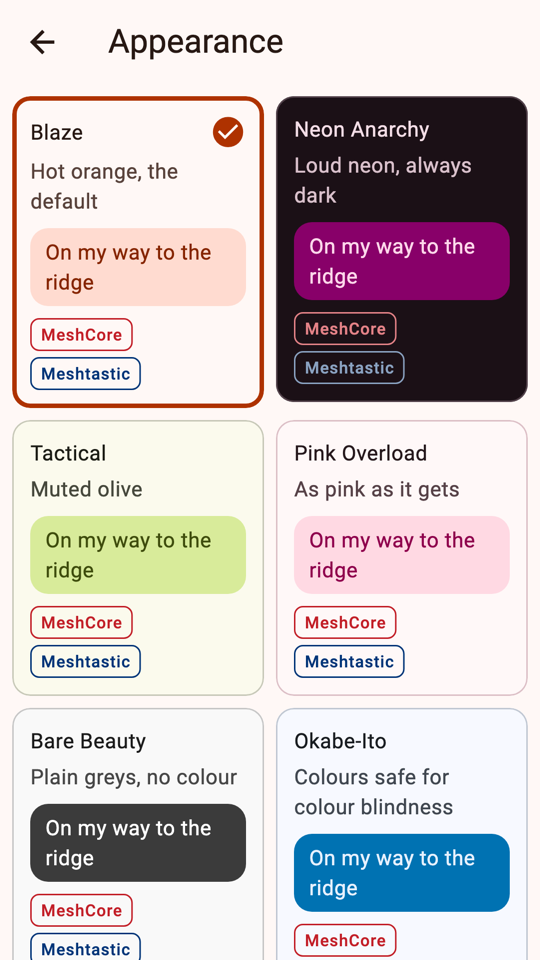 Appearance
Blaze
Hot orange, the
default
On my way to the
ridge
MeshCore
Meshtastic
Neon Anarchy
Loud neon, always
dark
On my way to the
ridge
MeshCore
Meshtastic
Tactical
Muted olive
On my way to the
ridge
MeshCore
Meshtastic
Pink Overload
As pink as it gets
On my way to the
ridge
MeshCore
Meshtastic
Bare Beauty
Plain greys, no colour
On my way to the
ridge
MeshCore
Meshtastic
Okabe-Ito
Colours safe for
colour blindness
On my way to the
ridge
MeshCore